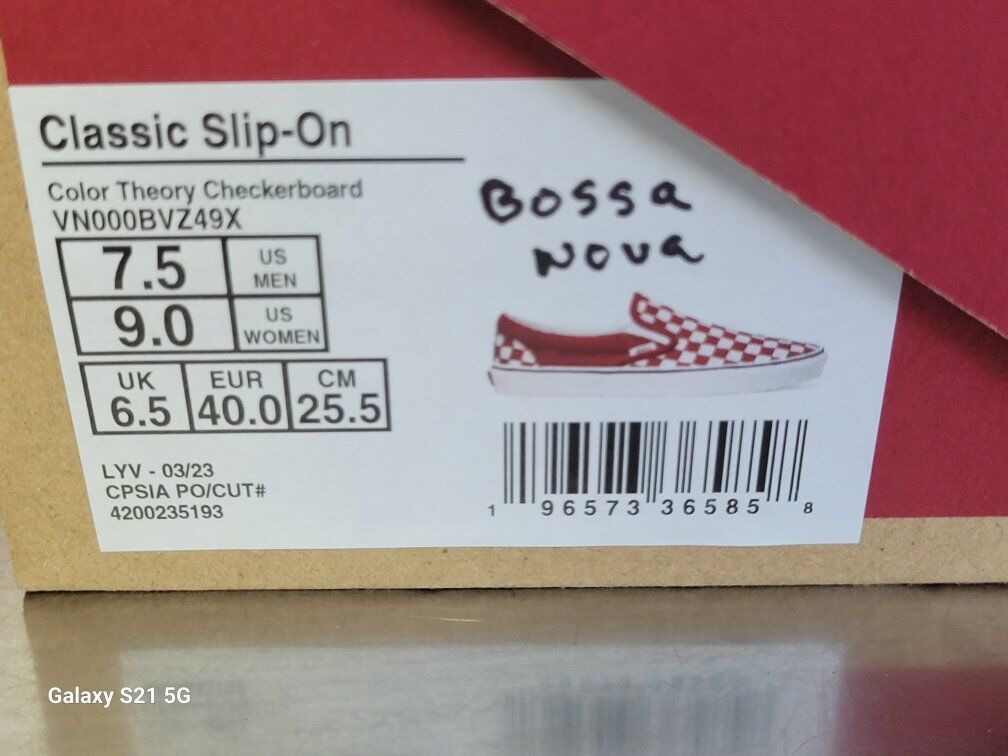 Classic Slip-On
Color Theory Checkerboard
VN000BVZ49X
Bossa
Nova
7.5 US MEN
9.0 US WOMEN
UK EUR CM
6.5 40.0 25.5
LYV - 03/23
CPSIA PO/CUT#
4200235193
1 96573 36585 8
Galaxy S21 5G